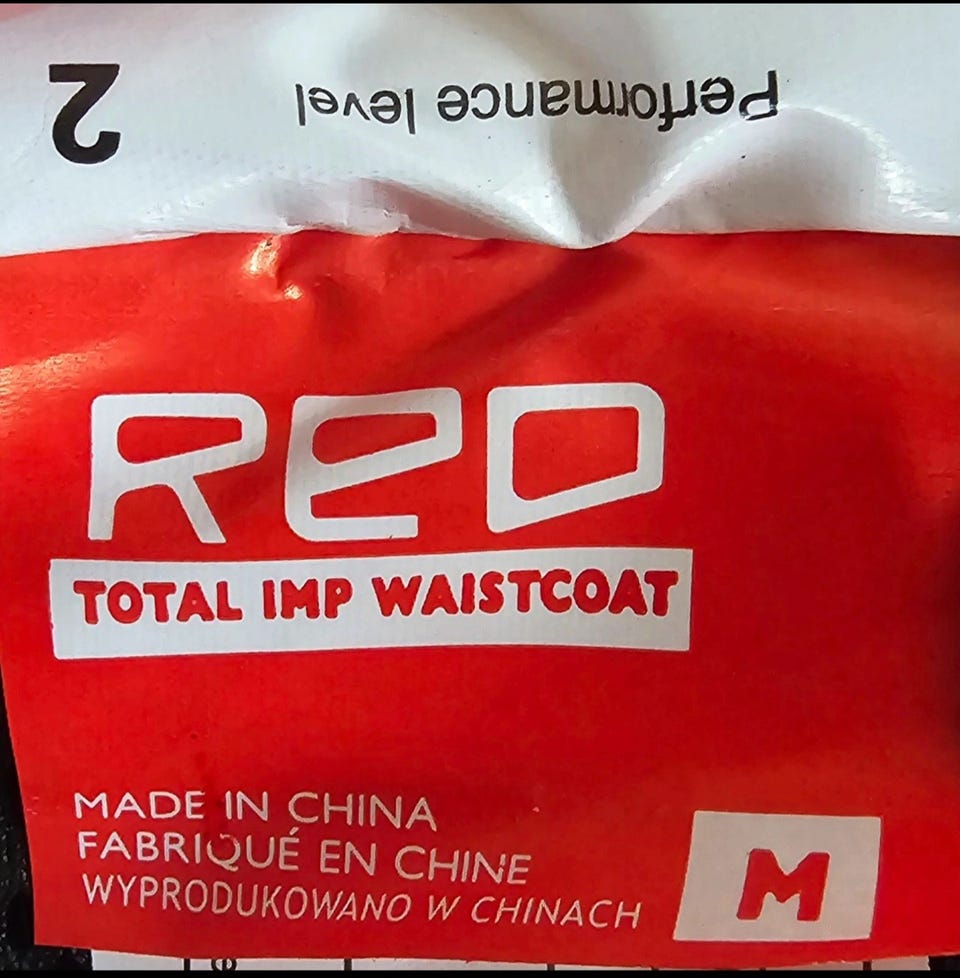 Performance level 2
RED
TOTAL IMP WAISTCOAT
MADE IN CHINA
FABRIQUÉ EN CHINE
WYPRODUKOWANO W CHINACH
M